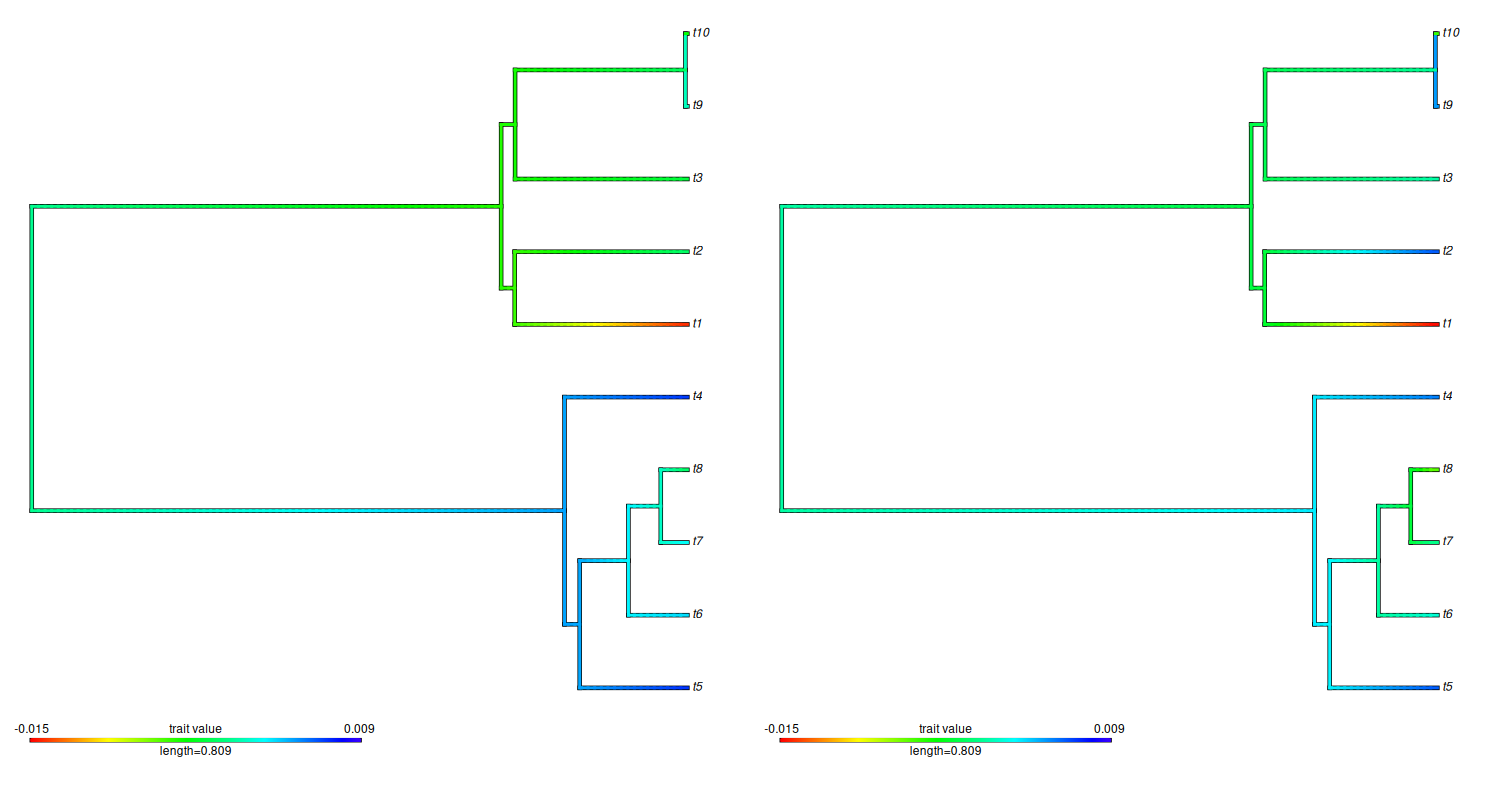 t10
t9
t3
t2
t1
t4
t8
t7
t6
t5
-0.015 trait value 0.009
length=0.809
t10
t9
t3
t2
t1
t4
t8
t7
t6
t5
-0.015 trait value 0.009
length=0.809